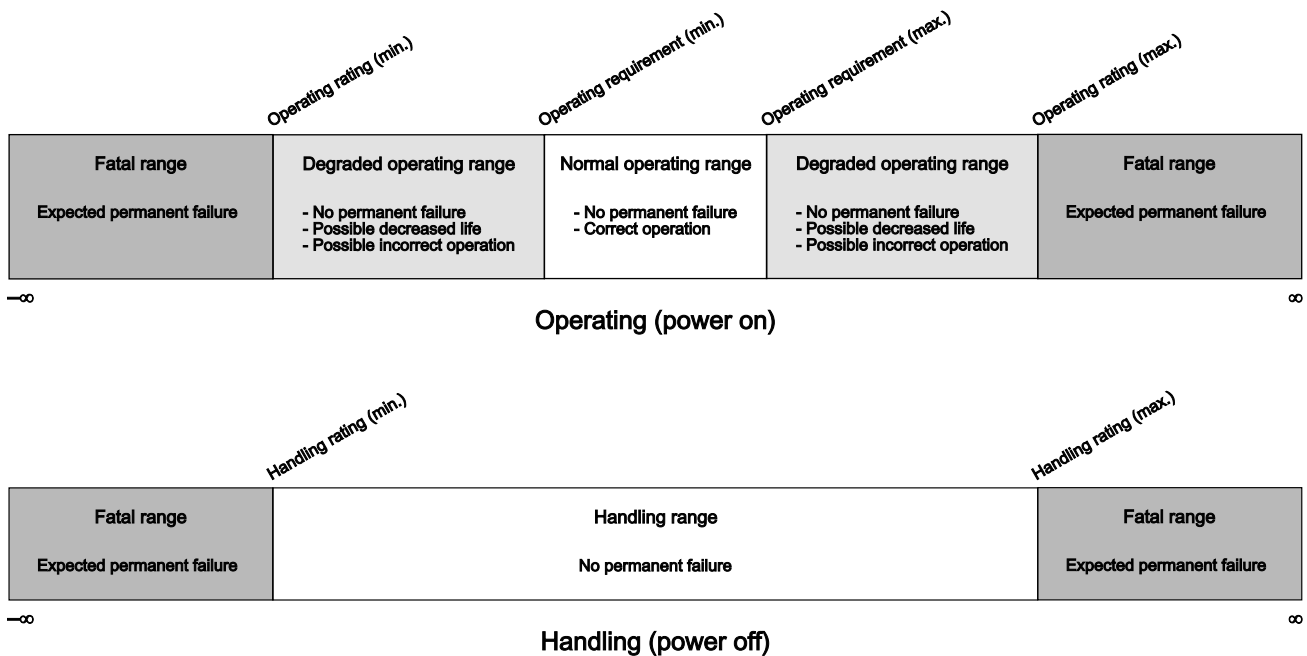 Operating rating (min.)
Operating requirement (min.)
Operating requirement (max.)
Operating rating (max.)
Fatal range
Expected permanent failure
Degraded operating range
- No permanent failure
- Possible decreased life
- Possible incorrect operation
Normal operating range
- No permanent failure
- Correct operation
Degraded operating range
- No permanent failure
- Possible decreased life
- Possible incorrect operation
Fatal range
Expected permanent failure
–∞
∞
Operating (power on)
Handling rating (min.)
Handling rating (max.)
Fatal range
Expected permanent failure
Handling range
No permanent failure
Fatal range
Expected permanent failure
–∞
∞
Handling (power off)